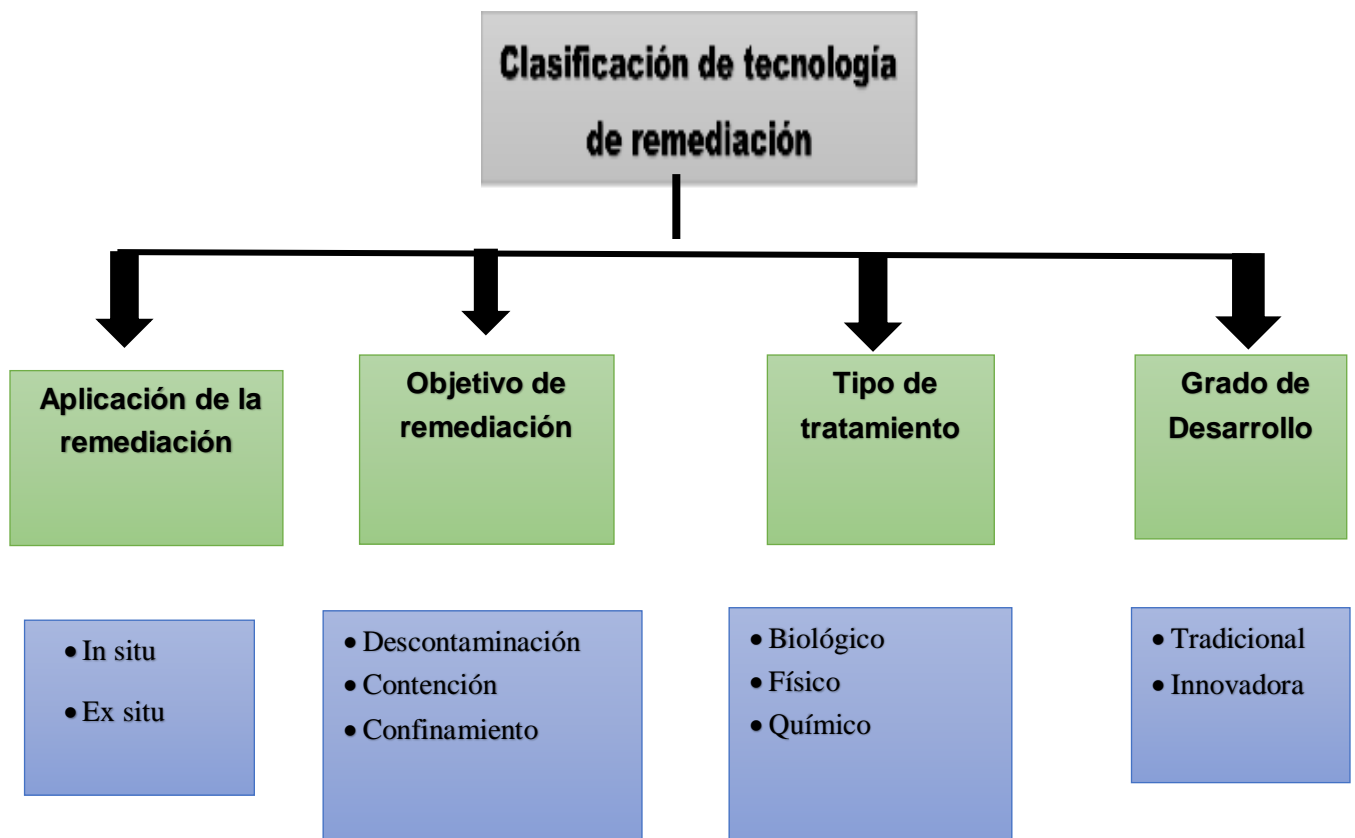 Clasificación de tecnología
de remediación
Aplicación de la
remediación
Objetivo de
remediación
Tipo de
tratamiento
Grado de
Desarrollo
• In situ
• Ex situ
• Descontaminación
• Contención
• Confinamiento
• Biológico
• Físico
• Químico
• Tradicional
• Innovadora